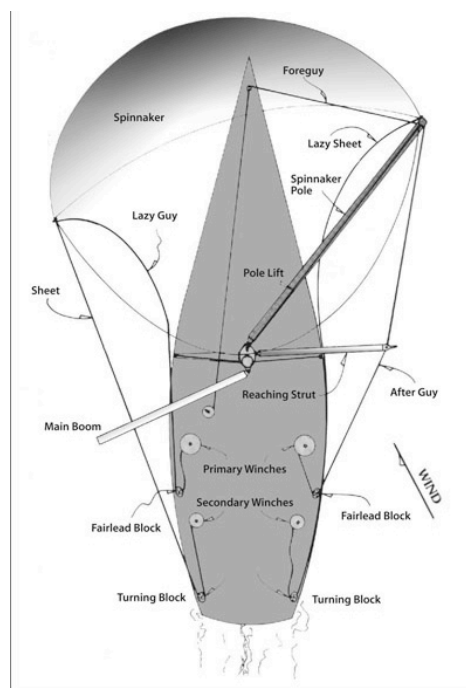 Foreguy
Spinnaker
Lazy Sheet
Spinnaker
Pole
Lazy Guy
Pole Lift
Sheet
Reaching Strut
After Guy
Main Boom
Primary Winches
WIND
Secondary Winches
Fairlead Block
Fairlead Block
Turning Block
Turning Block